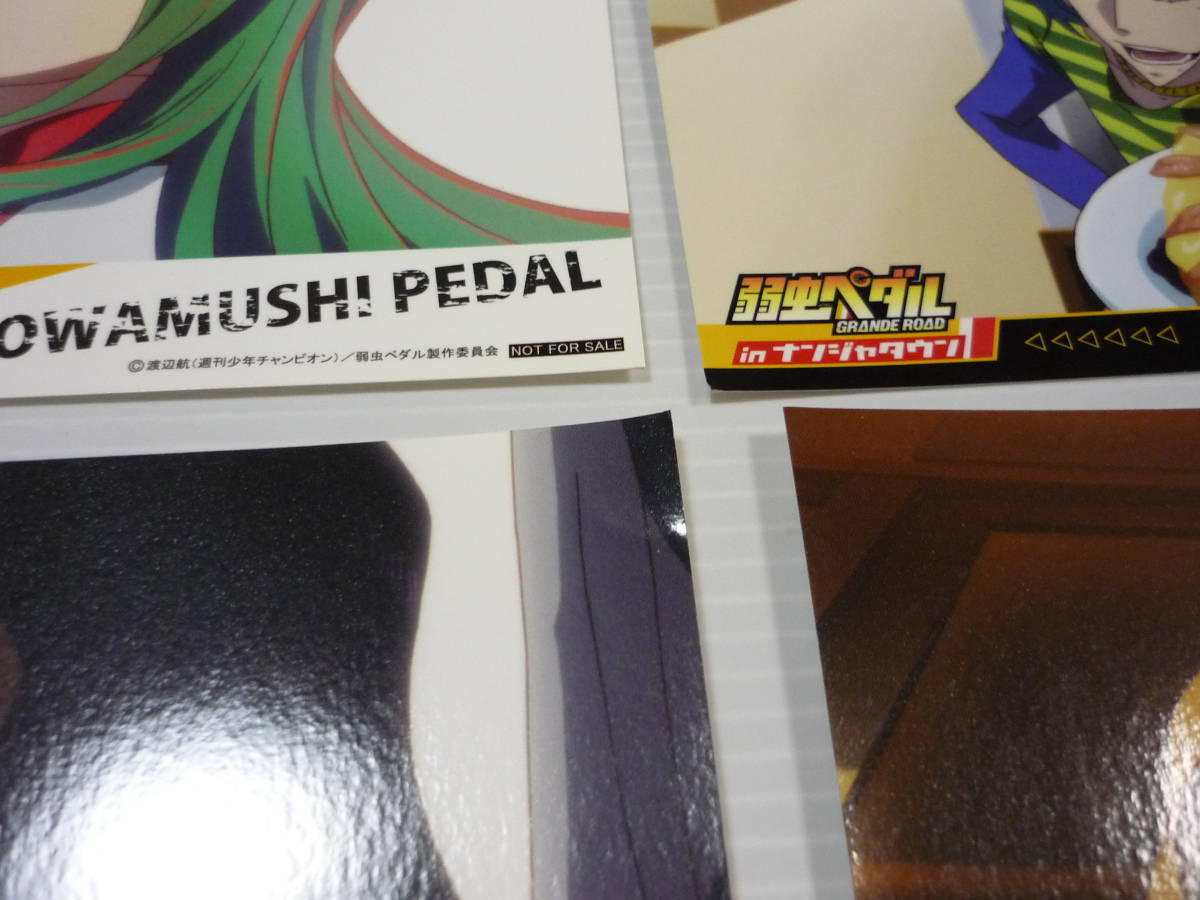 OWAMUSHI PEDAL
©渡辺航(週刊少年チャンピオン)/弱虫ペダル製作委員会 NOT FOR SALE
弱虫ペダル
GRANDE ROAD
in ナンジャタウン